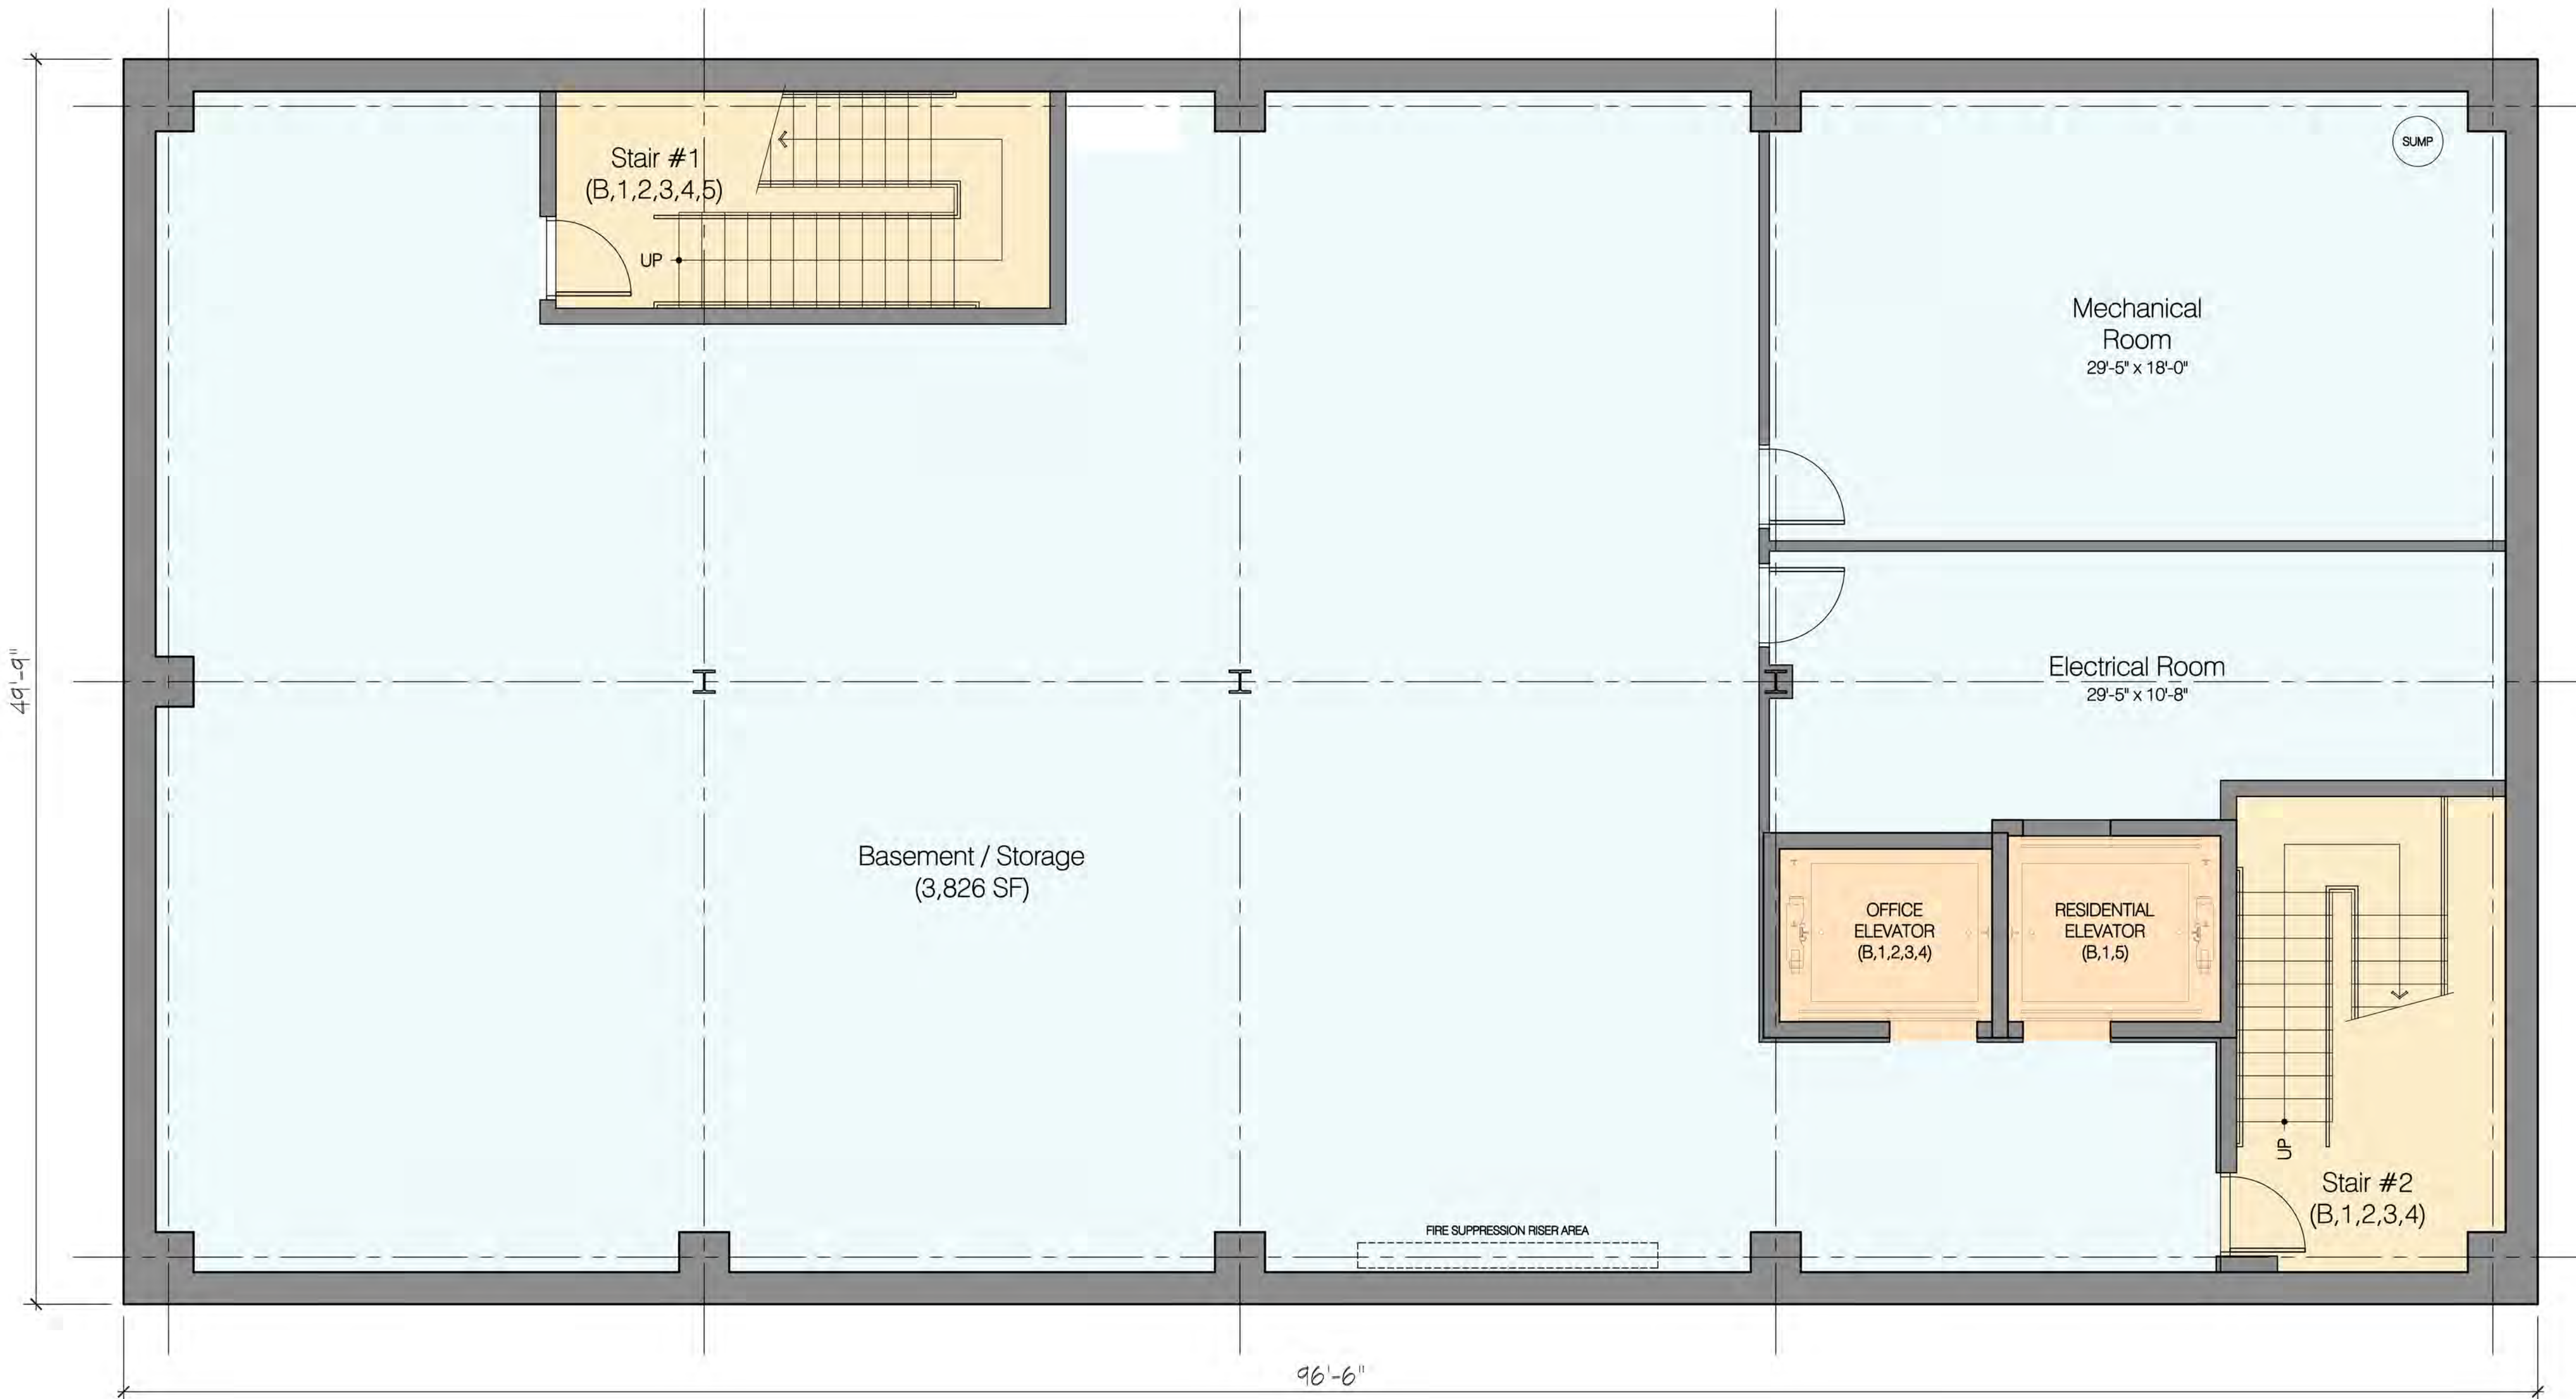 Stair #1
(B,1,2,3,4,5)
UP
SUMP
Mechanical
Room
29'-5" x 18'-0"
49'-9"
Electrical Room
29'-5" x 10'-8"
Basement / Storage
(3,826 SF)
OFFICE
ELEVATOR
(B,1,2,3,4)
RESIDENTIAL
ELEVATOR
(B,1,5)
UP
Stair #2
(B,1,2,3,4)
FIRE SUPPRESSION RISER AREA
96'-6"